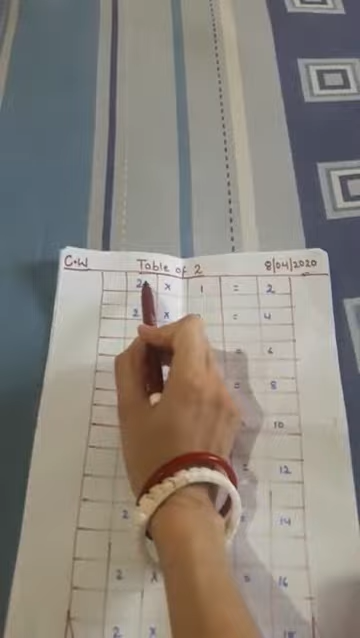 C.W Table of 2 8/04/2020
2 x 1 = 2
2 x = 4
= 6
= 8
10
= 12
2 = 14
2 x = 16
2 x 18